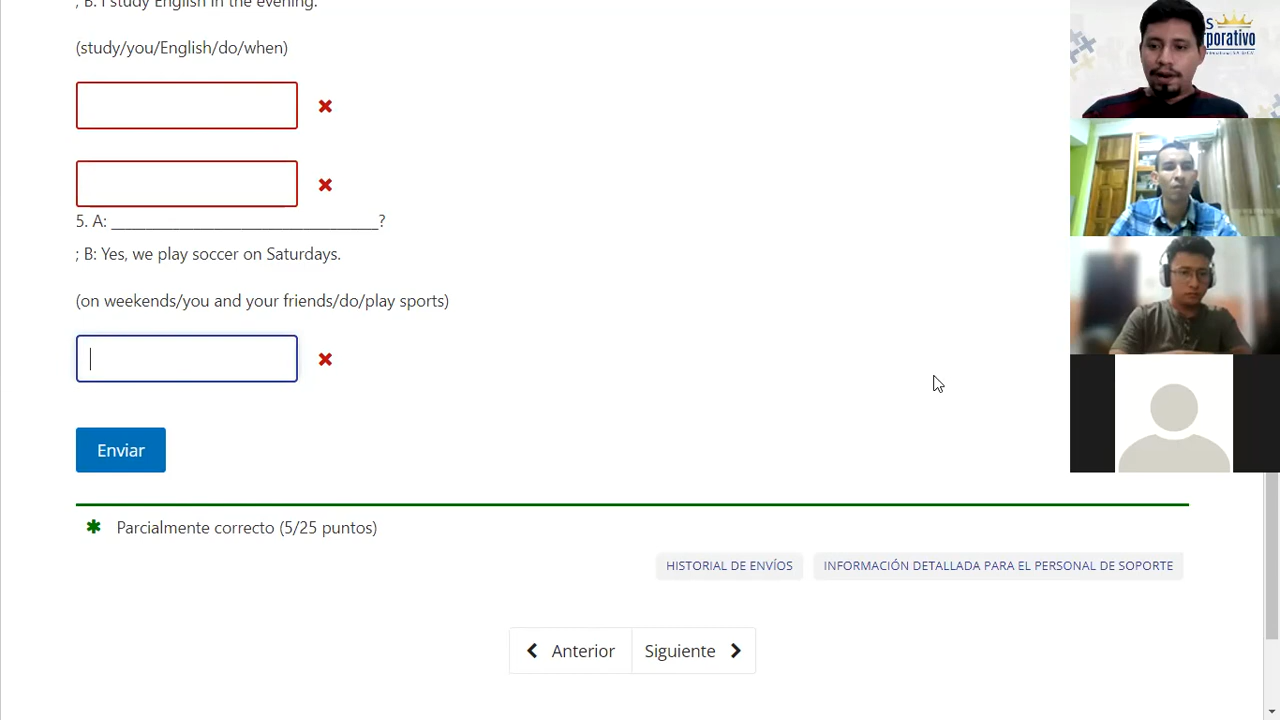 ; B: I study English in the evening.
(study/you/English/do/when)
5. A: ______________________________?
; B: Yes, we play soccer on Saturdays.
(on weekends/you and your friends/do/play sports)
Enviar
Parcialmente correcto (5/25 puntos)
HISTORIAL DE ENVÍOS
INFORMACIÓN DETALLADA PARA EL PERSONAL DE SOPORTE
Anterior
Siguiente